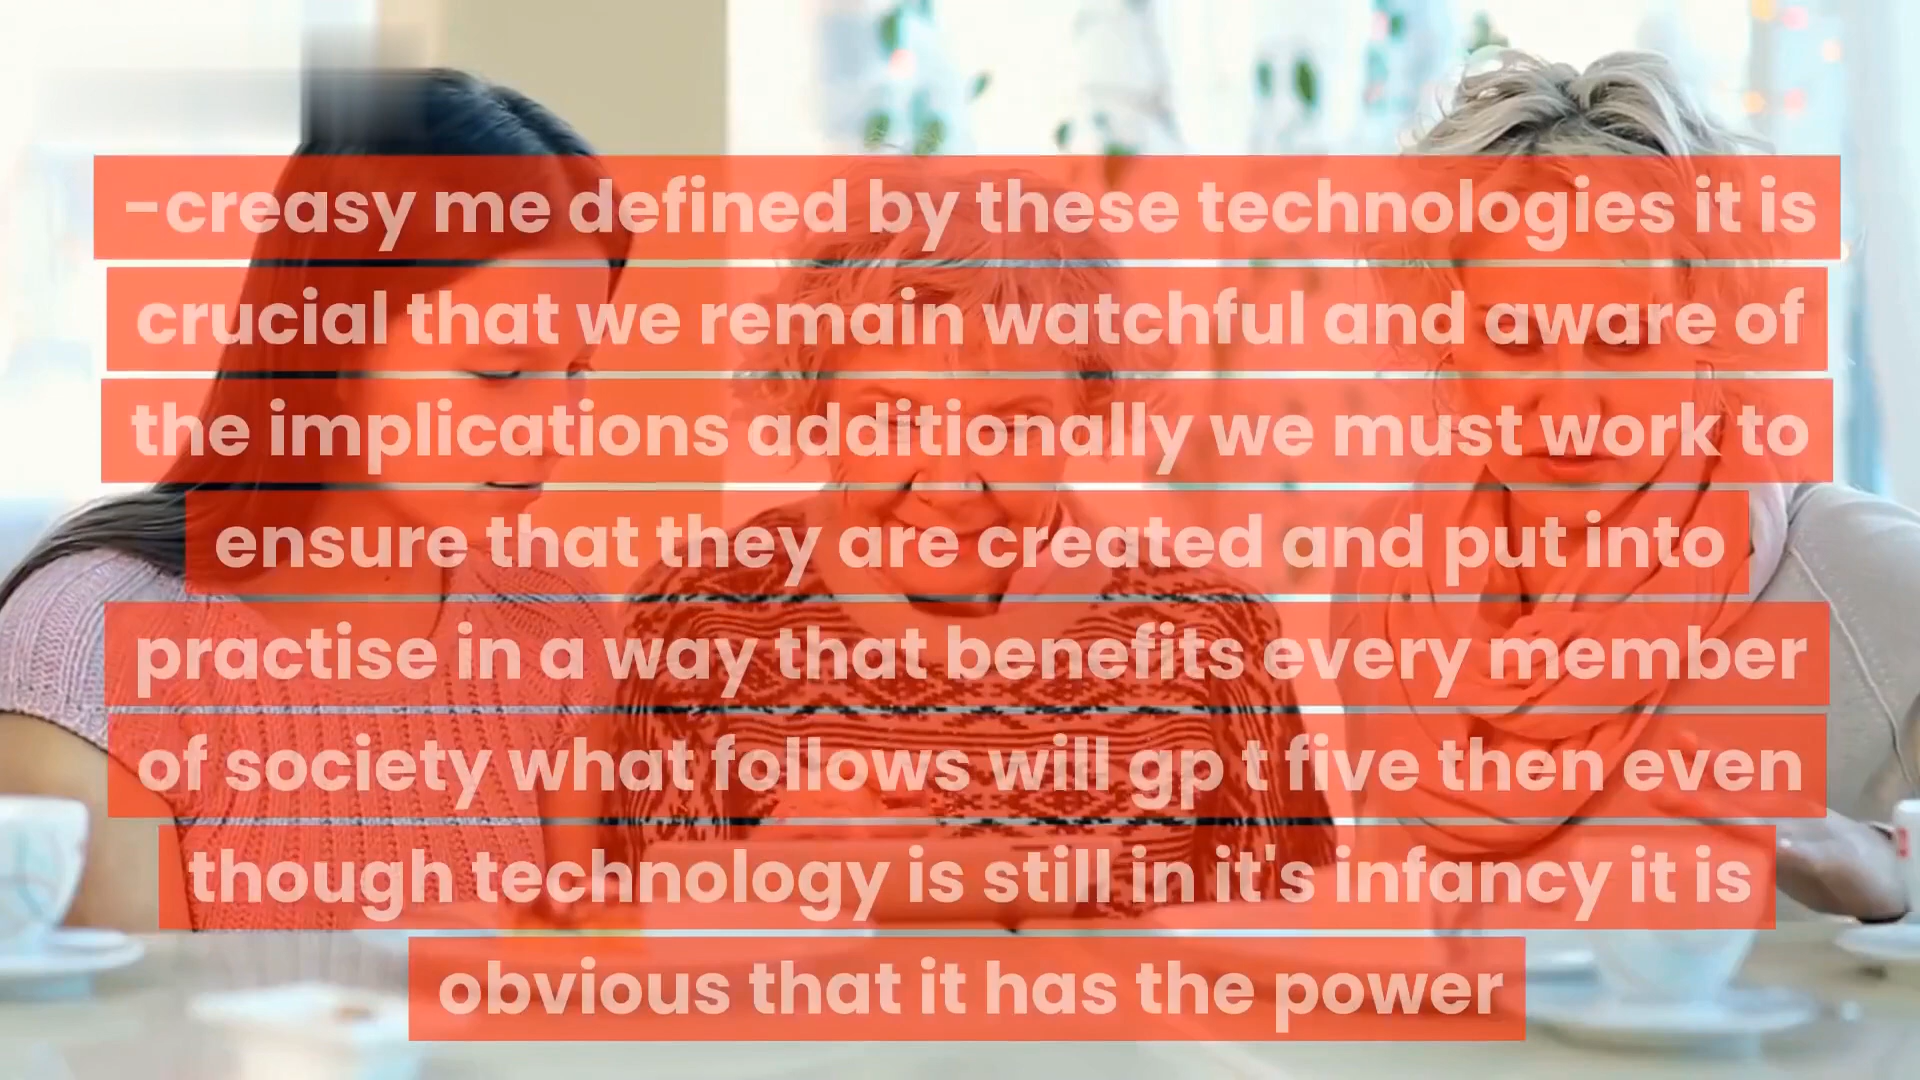 -creasy me defined by these technologies it is
crucial that we remain watchful and aware of
the implications additionally we must work to
ensure that they are created and put into
practise in a way that benefits every member
of society what follows will gp t five then even
though technology is still in it's infancy it is
obvious that it has the power